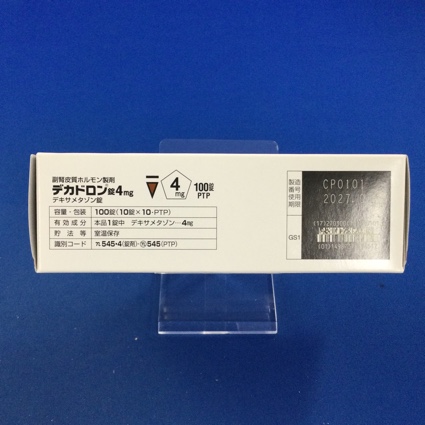 副腎皮質ホルモン製剤
デカドロン錠4mg
デキサメタゾン錠
4
mg
100錠
PTP
容量・包装 100錠(10錠×10-PTP)
有効成分 本品1錠中 デキサメタゾン…4mg
貯法等 室温保存
識別コード 545・4(錠剤)・545(PTP)
製造番号
使用期限
CP0101
2027.
GS1